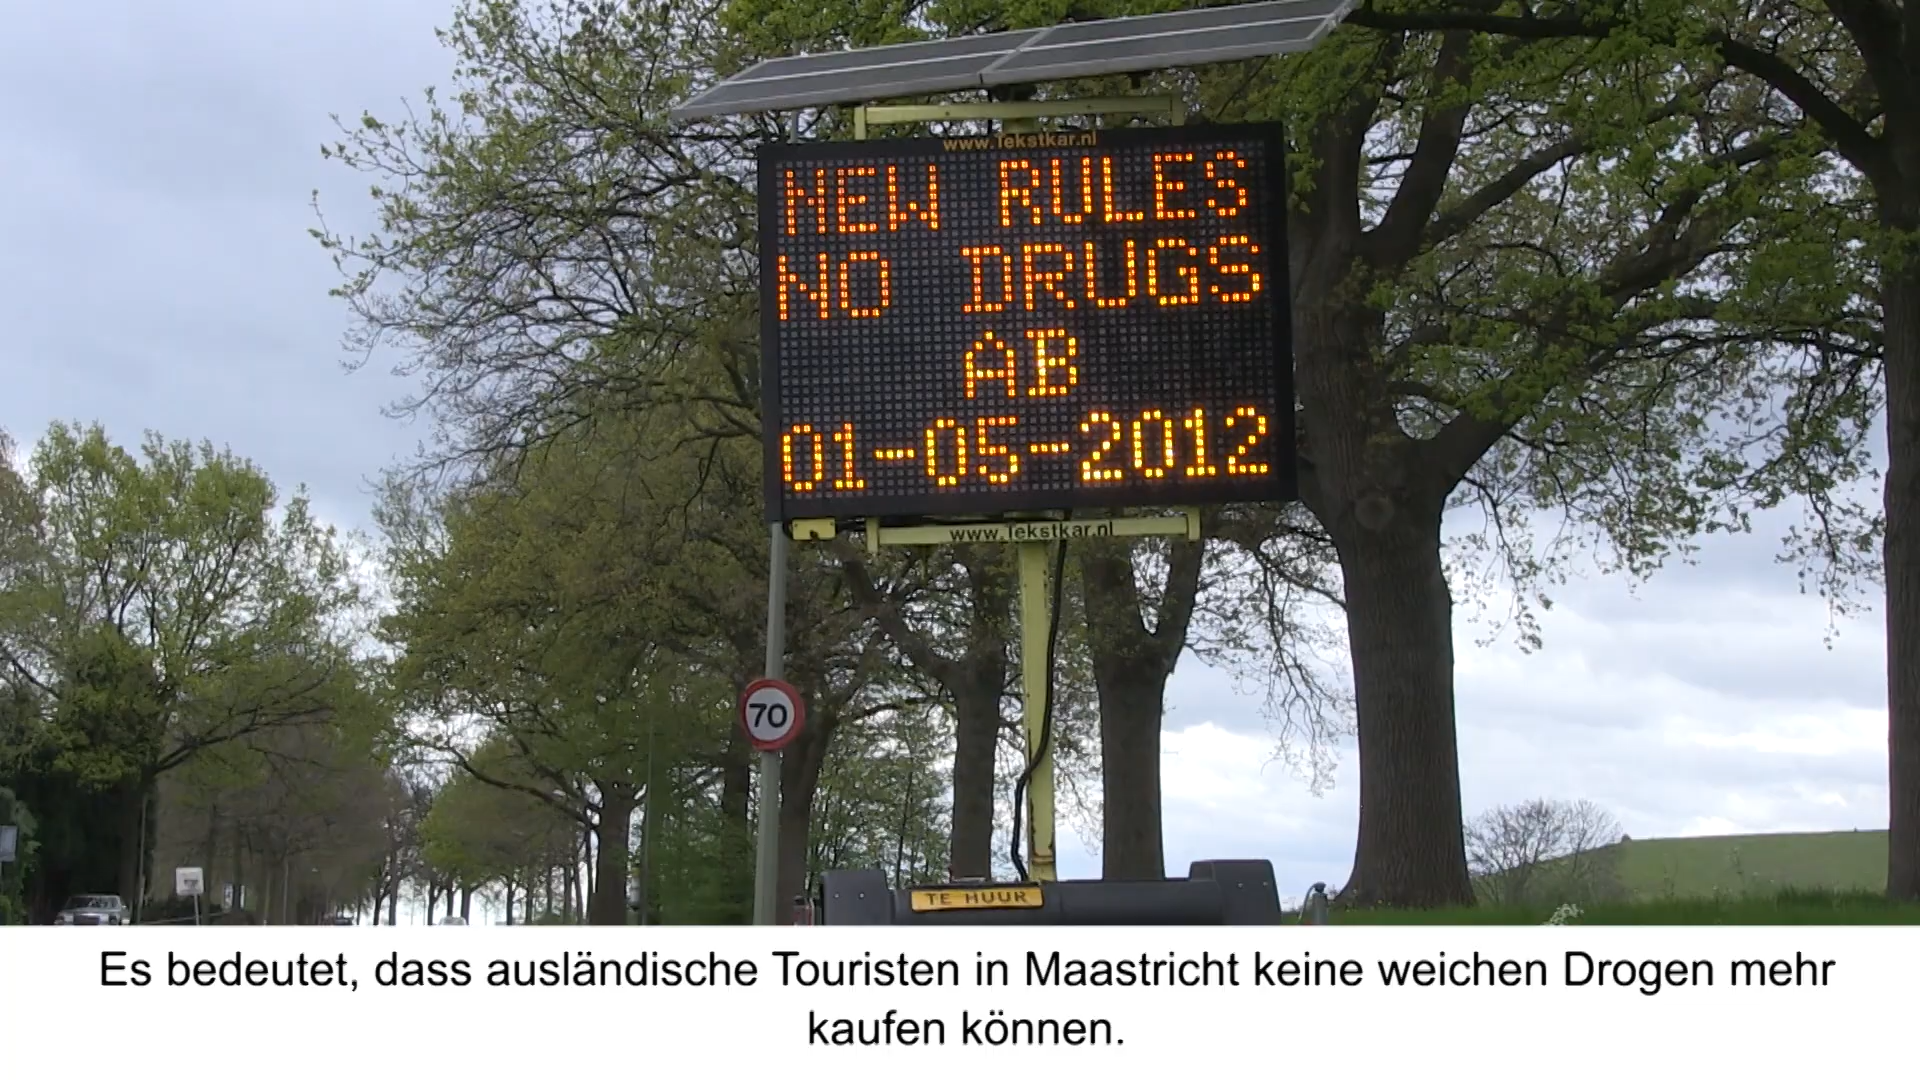 www.Tekstkar.nl
NEW RULES
NO DRUGS
AB
01-05-2012
www.Tekstkar.nl
70
TE HUUR
Es bedeutet, dass ausländische Touristen in Maastricht keine weichen Drogen mehr
kaufen können.